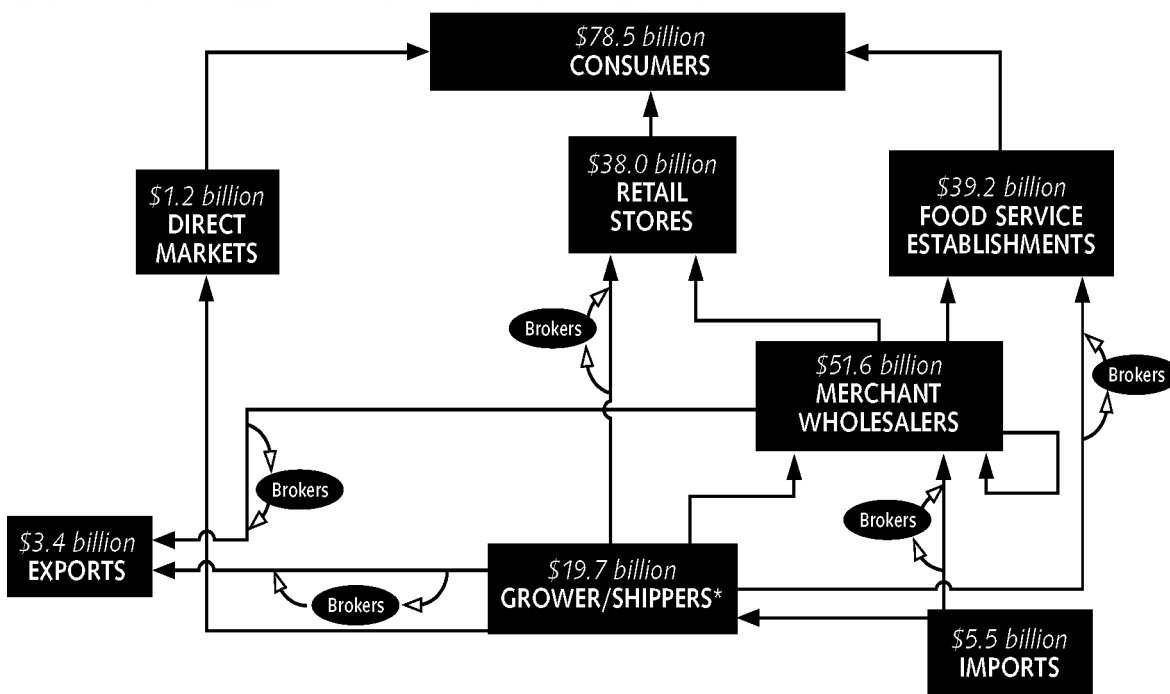 $78.5 billion
CONSUMERS
$38.0 billion
RETAIL
STORES
$1.2 billion
DIRECT
MARKETS
$39.2 billion
FOOD SERVICE
ESTABLISHMENTS
Brokers
$51.6 billion
MERCHANT
WHOLESALERS
Brokers
Brokers
Brokers
$3.4 billion
EXPORTS
$19.7 billion
GROWER/SHIPPERS*
Brokers
$5.5 billion
IMPORTS